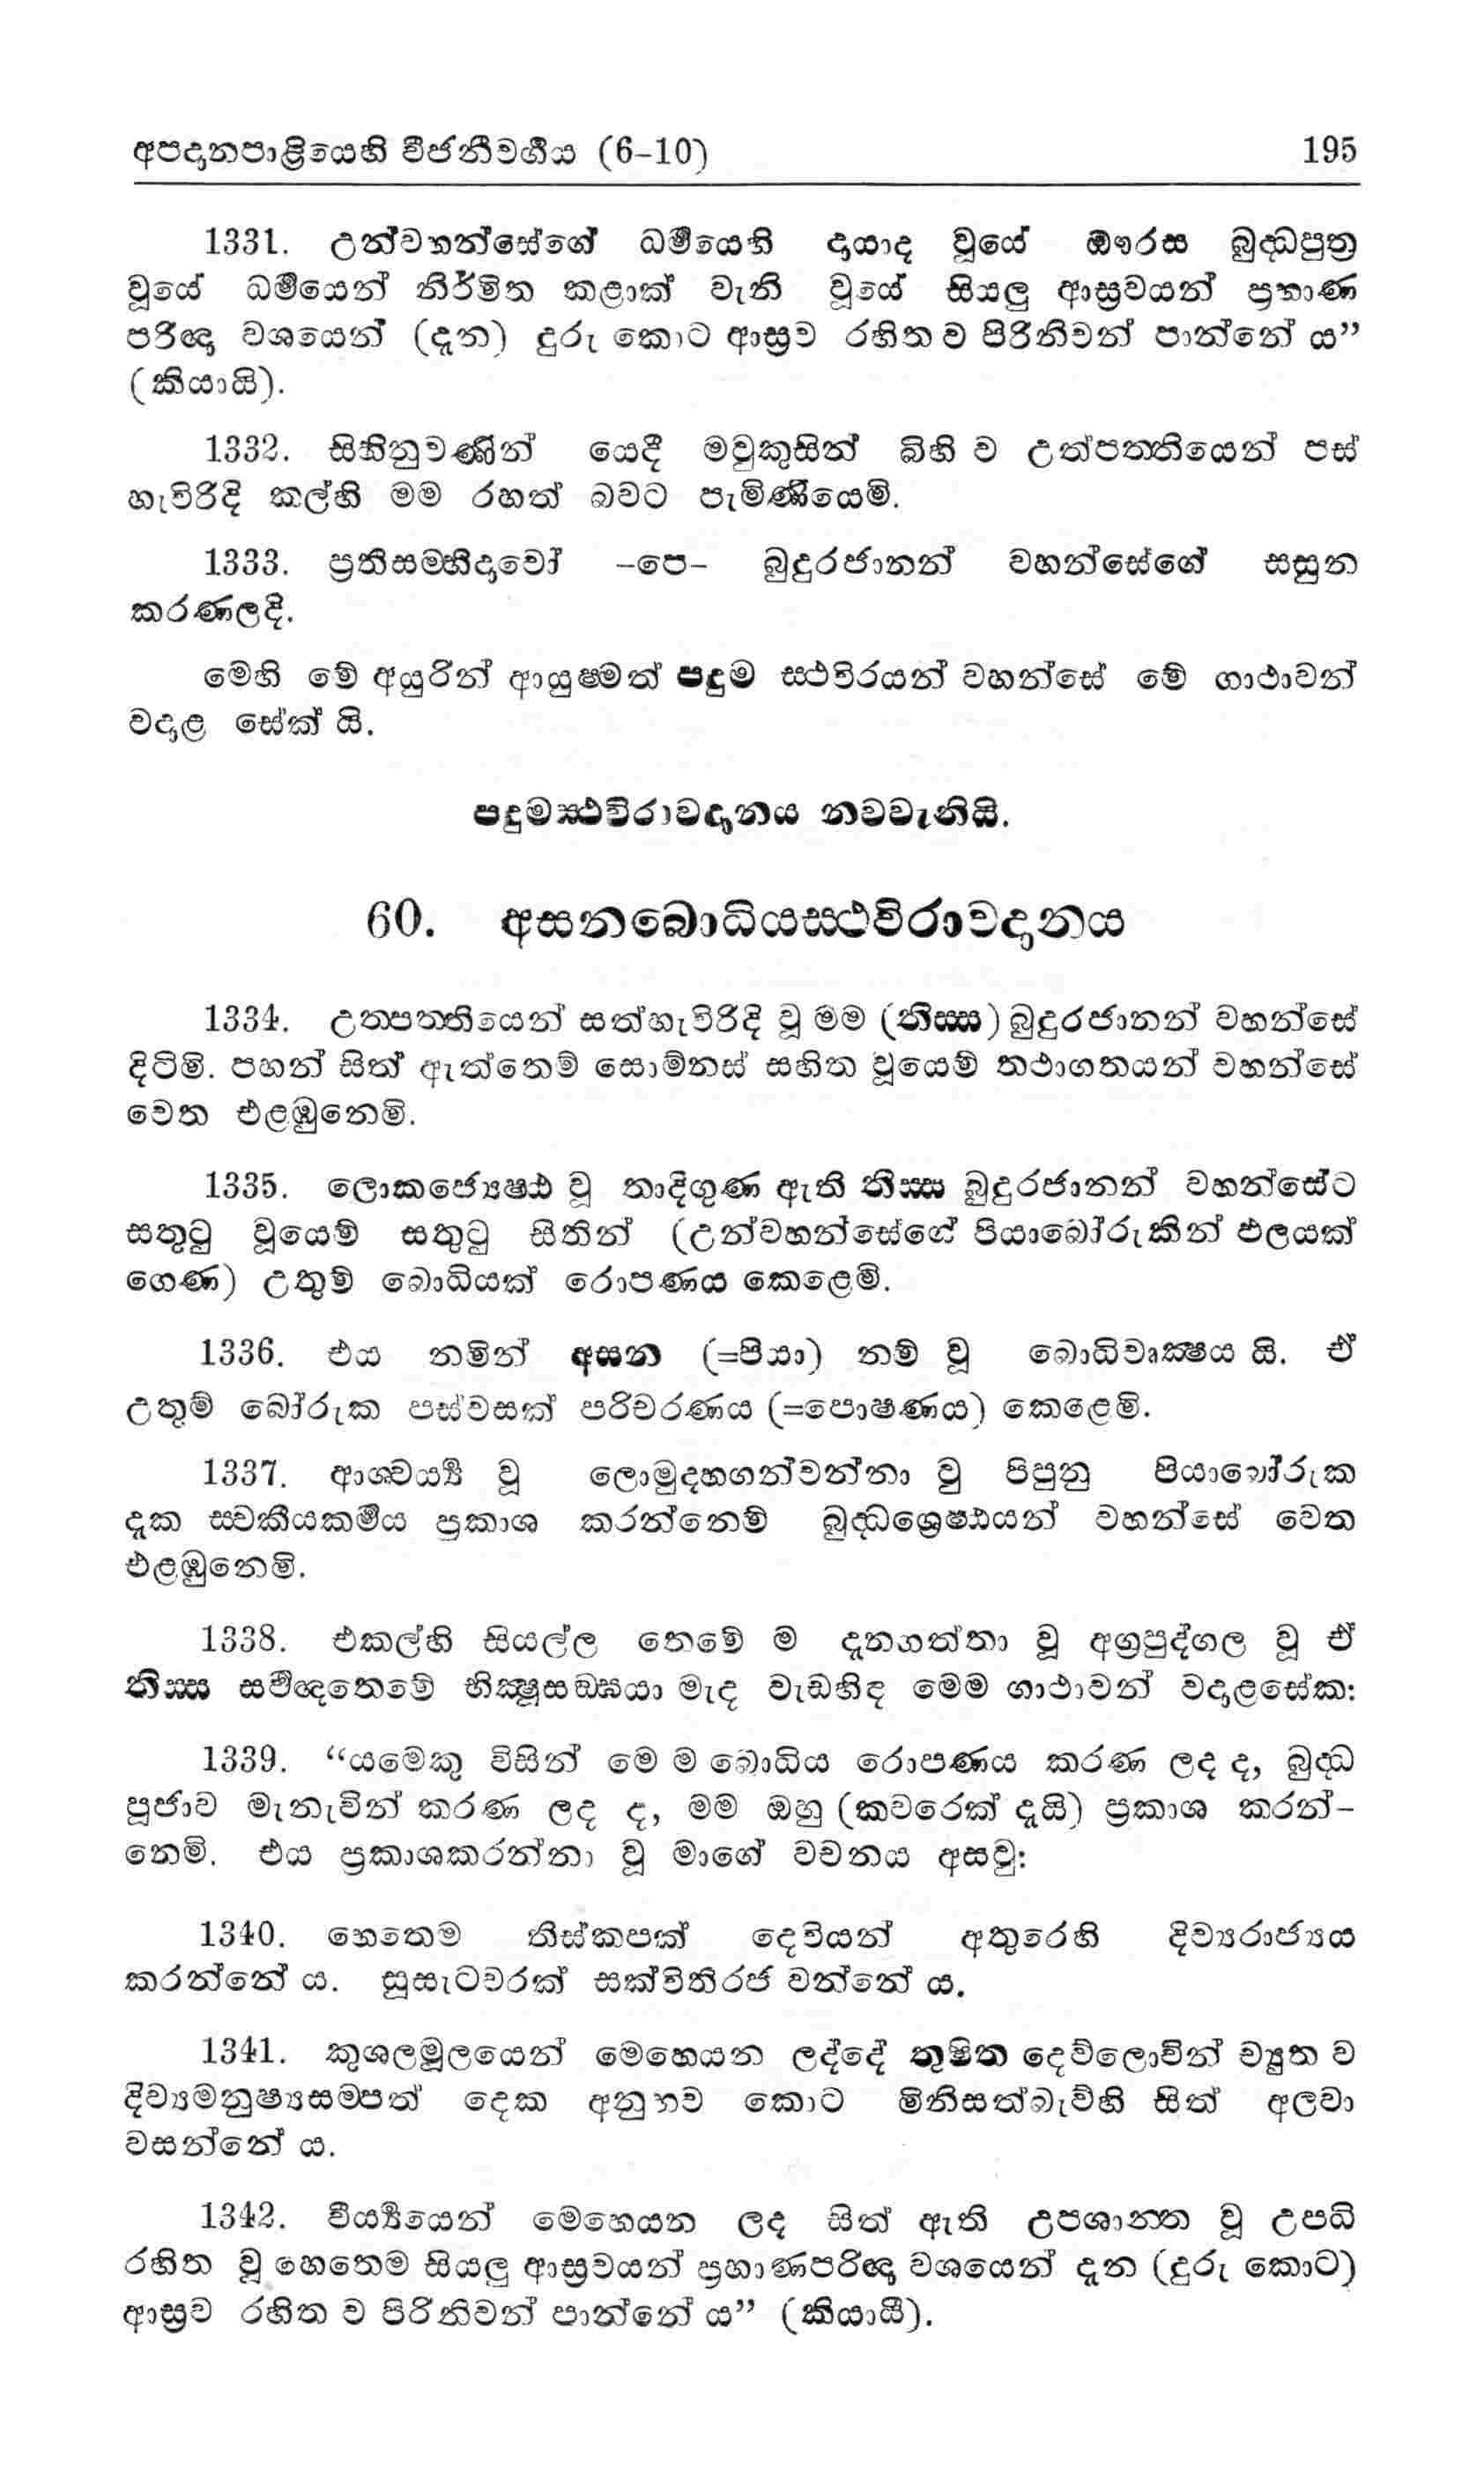 අපදානපාළියෙහි වීජනීවර්ගය (6-10) 195
1331. උන්වහන්සේගේ ධර්මයෙහි දායාද වූයේ ඖරස බුද්ධපුත්‍ර
වූයේ ධර්මයෙන් නිර්මිත කළාක් වැනි වූයේ සියලු ආස්‍රවයන් ප්‍රහාණ
පරිඥා වශයෙන් (දැන) දුරු කොට ආස්‍රව රහිත ව පිරිනිවන් පාන්නේ ය”
(කියායි).
1332. සිහිනුවණින් යෙදී මවුකුසින් බිහි ව උත්පත්තියෙන් පස්
හැවිරිදි කල්හි මම රහත් බවට පැමිණියෙමි.
1333. ප්‍රතිසම්භිදාවෝ -පෙ- බුදුරජානන් වහන්සේගේ සසුන
කරණලදි.
මෙහි මේ අයුරින් ආයුෂ්මත් පදුම ස්ථවිරයන් වහන්සේ මේ ගාථාවන්
වදාළ සේක් යි.
පදුමස්ථවිරාවදානය නවවැනියි.
60. අසනබොධියස්ථවිරාවදානය
1334. උත්පත්තියෙන් සත්හැවිරිදි වූ මම (තිස්ස) බුදුරජානන් වහන්සේ
දිටිමි. පහන් සිත් ඇත්තෙම් සොම්නස් සහිත වූයෙම් තථාගතයන් වහන්සේ
වෙත එළඹුනෙමි.
1335. ලොකජ්‍යෙෂ්ඨ වූ තාදිගුණ ඇති තිස්ස බුදුරජානන් වහන්සේට
සතුටු වූයෙම් සතුටු සිතින් (උන්වහන්සේගේ පියාබෝරුකින් ඵලයක්
ගෙණ) උතුම් බොධියක් රොපණය කෙළෙමි.
1336. එය නමින් අසන (=පියා) නම් වූ බොධිවෘක්‍ෂය යි. ඒ
උතුම් බෝරුක පස්වසක් පරිචරණය (=පොෂණය) කෙළෙමි.
1337. ආශ්චර්‍ය්‍ය වූ ලොමුදහගන්වන්නා වු පිපුනු පියාබෝරුක
දැක ස්වකීයකර්මය ප්‍රකාශ කරන්නෙම් බුද්ධශ්‍රෙෂ්ඨයන් වහන්සේ වෙත
එළඹුනෙමි.
1338. එකල්හි සියල්ල තෙමේ ම දැනගත්තා වූ අග්‍රපුද්ගල වූ ඒ
තිස්ස සර්වඥතෙමේ භික්‍ෂූසඞ්ඝයා මැද වැඩහිඳ මෙම ගාථාවන් වදාළසේක:
1339. “යමෙකු විසින් මෙ ම බොධිය රොපණය කරණ ලද ද, බුද්ධ
පූජාව මැනැවින් කරණ ලද ද, මම ඔහු (කවරෙක් දැයි) ප්‍රකාශ කරන්-
නෙමි. එය ප්‍රකාශකරන්නා වූ මාගේ වචනය අසවු:
1340. හෙතෙම තිස්කපක් දෙවියන් අතුරෙහි දිව්‍යරාජ්‍යය
කරන්නේ ය. සූසැටවරක් සක්විතිරජ වන්නේ ය.
1341. කුශලමූලයෙන් මෙහෙයන ලද්දේ තුෂිත දෙව්ලොවින් ච්‍යුත ව
දිව්‍යමනුෂ්‍යසම්පත් දෙක අනුභව කොට මිනිසත්බැව්හි සිත් අලවා
වසන්නේ ය.
1342. වීර්‍ය්‍යයෙන් මෙහෙයන ලද සිත් ඇති උපශාන්ත වූ උපධි
රහිත වූ හෙතෙම සියලු ආස්‍රවයන් ප්‍රහාණපරිඥා වශයෙන් දැන (දුරු කොට)
ආස්‍රව රහිත ව පිරිනිවන් පාන්නේ ය” (කියායී).